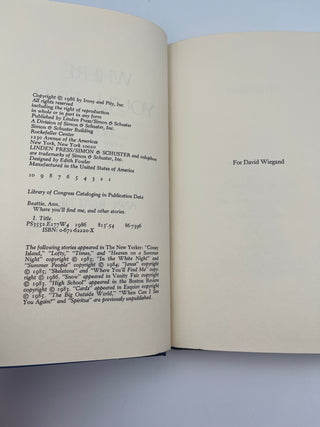 Copyright © 1986 by Irony and Pity, Inc.
All rights reserved
including the right of reproduction
in whole or in part in any form
Published by Linden Press/Simon & Schuster
A Division of Simon & Schuster, Inc.
Simon & Schuster Building
Rockefeller Center
1230 Avenue of the Americas
New York, New York 10020
LINDEN PRESS/SIMON & SCHUSTER and colophon
are trademarks of Simon & Schuster, Inc.
Designed by Edith Fowler
Manufactured in the United States of America
10 9 8 7 6 5 4 3 2 1
Library of Congress Cataloging in Publication Data
Beattie, Ann.
Where you'll find me, and other stories.
I. Title.
PS3552.E177W4 1986 813'.54 86-7396
ISBN: 0-671-62220-X
The following stories appeared in The New Yorker: "Coney
Island," "Lofty," "Times," and "Heaven on a Summer
Night" copyright © 1983; "In the White Night" and
"Summer People" copyright © 1984; "Janus" copyright
© 1985; "Skeletons" and "Where You'll Find Me" copyright
© 1986. "Snow" appeared in Vanity Fair copyright
© 1983. "High School" appeared in the Boston Review
copyright © 1983. "Cards" appeared in Esquire copyright
© 1985. "The Big Outside World," "When Can I See
You Again?" and "Spiritus" are previously unpublished.
For David Wiegand